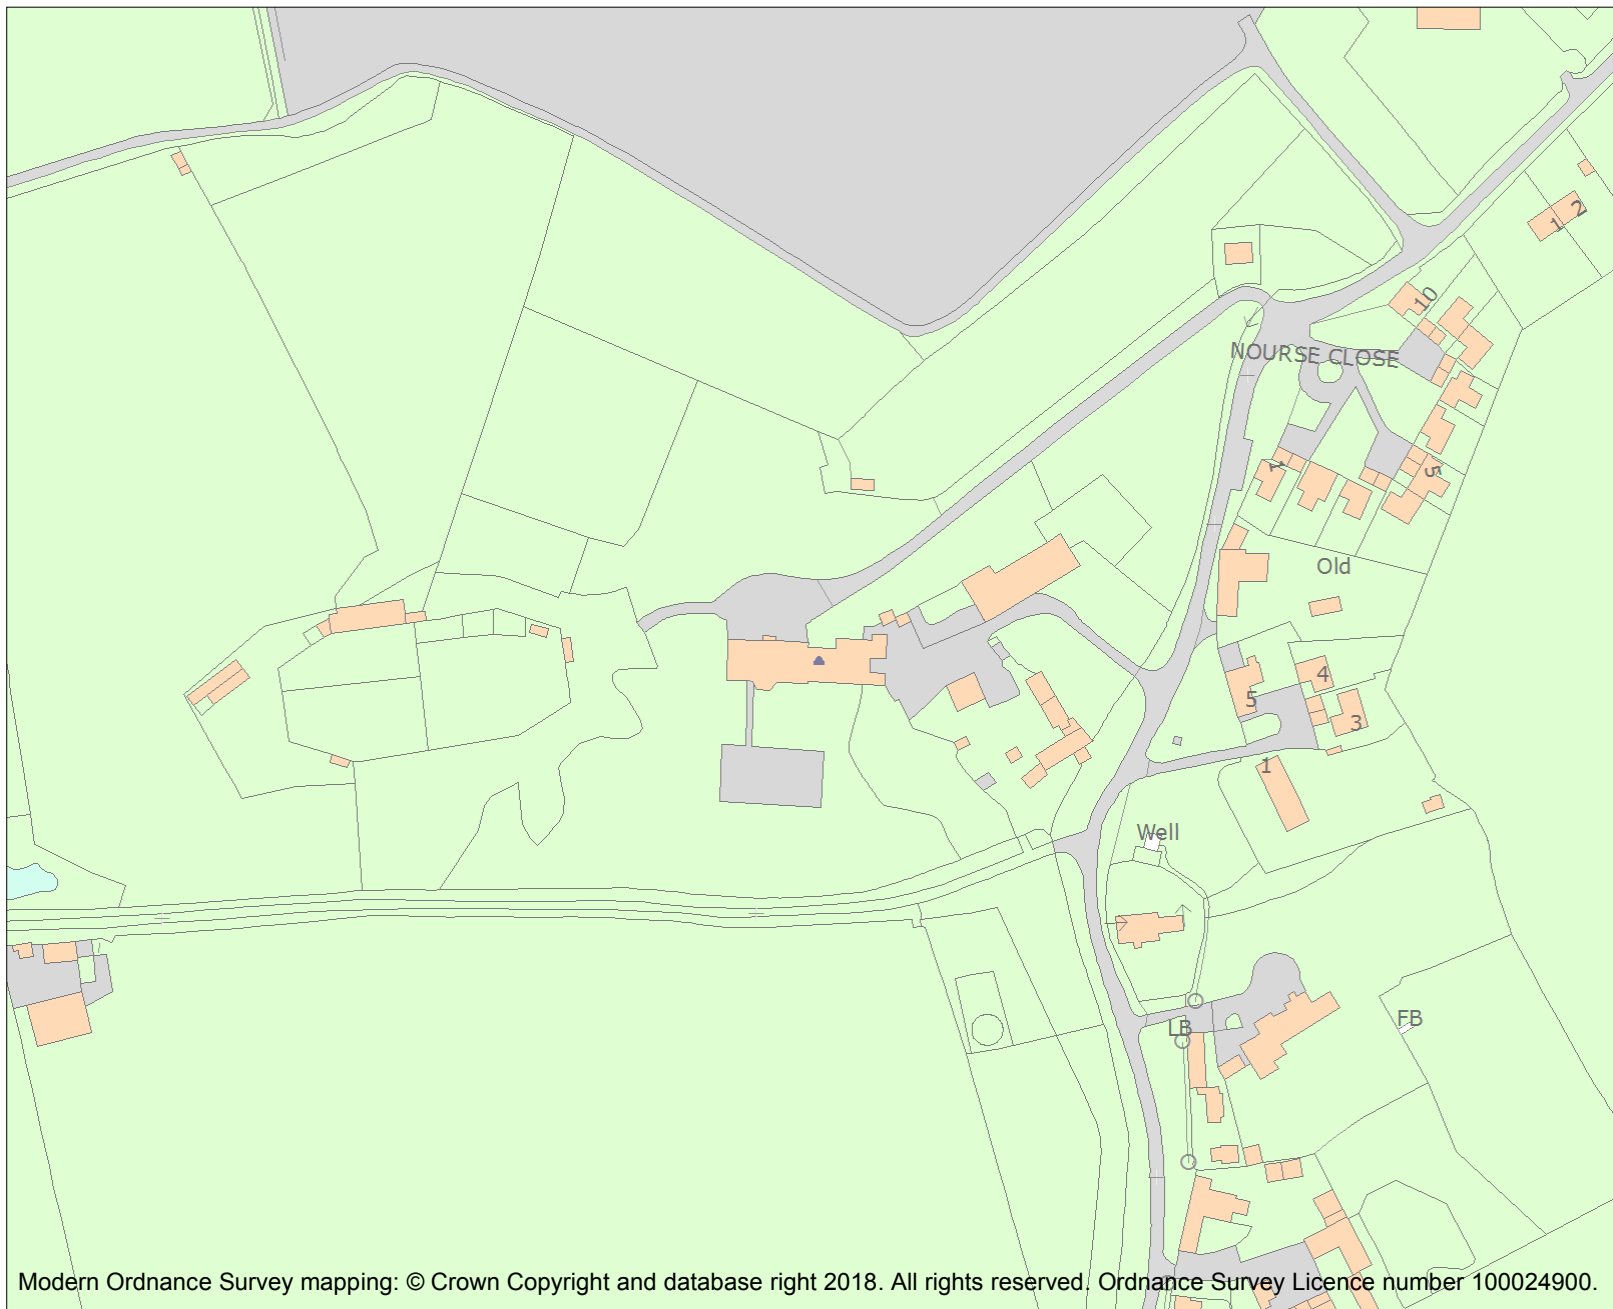 2
1
10
NOURSE CLOSE
1
5
Old
4
5
3
1
Well
FB
LB
Modern Ordnance Survey mapping: © Crown Copyright and database right 2018. All rights reserved. Ordnance Survey Licence number 100024900.